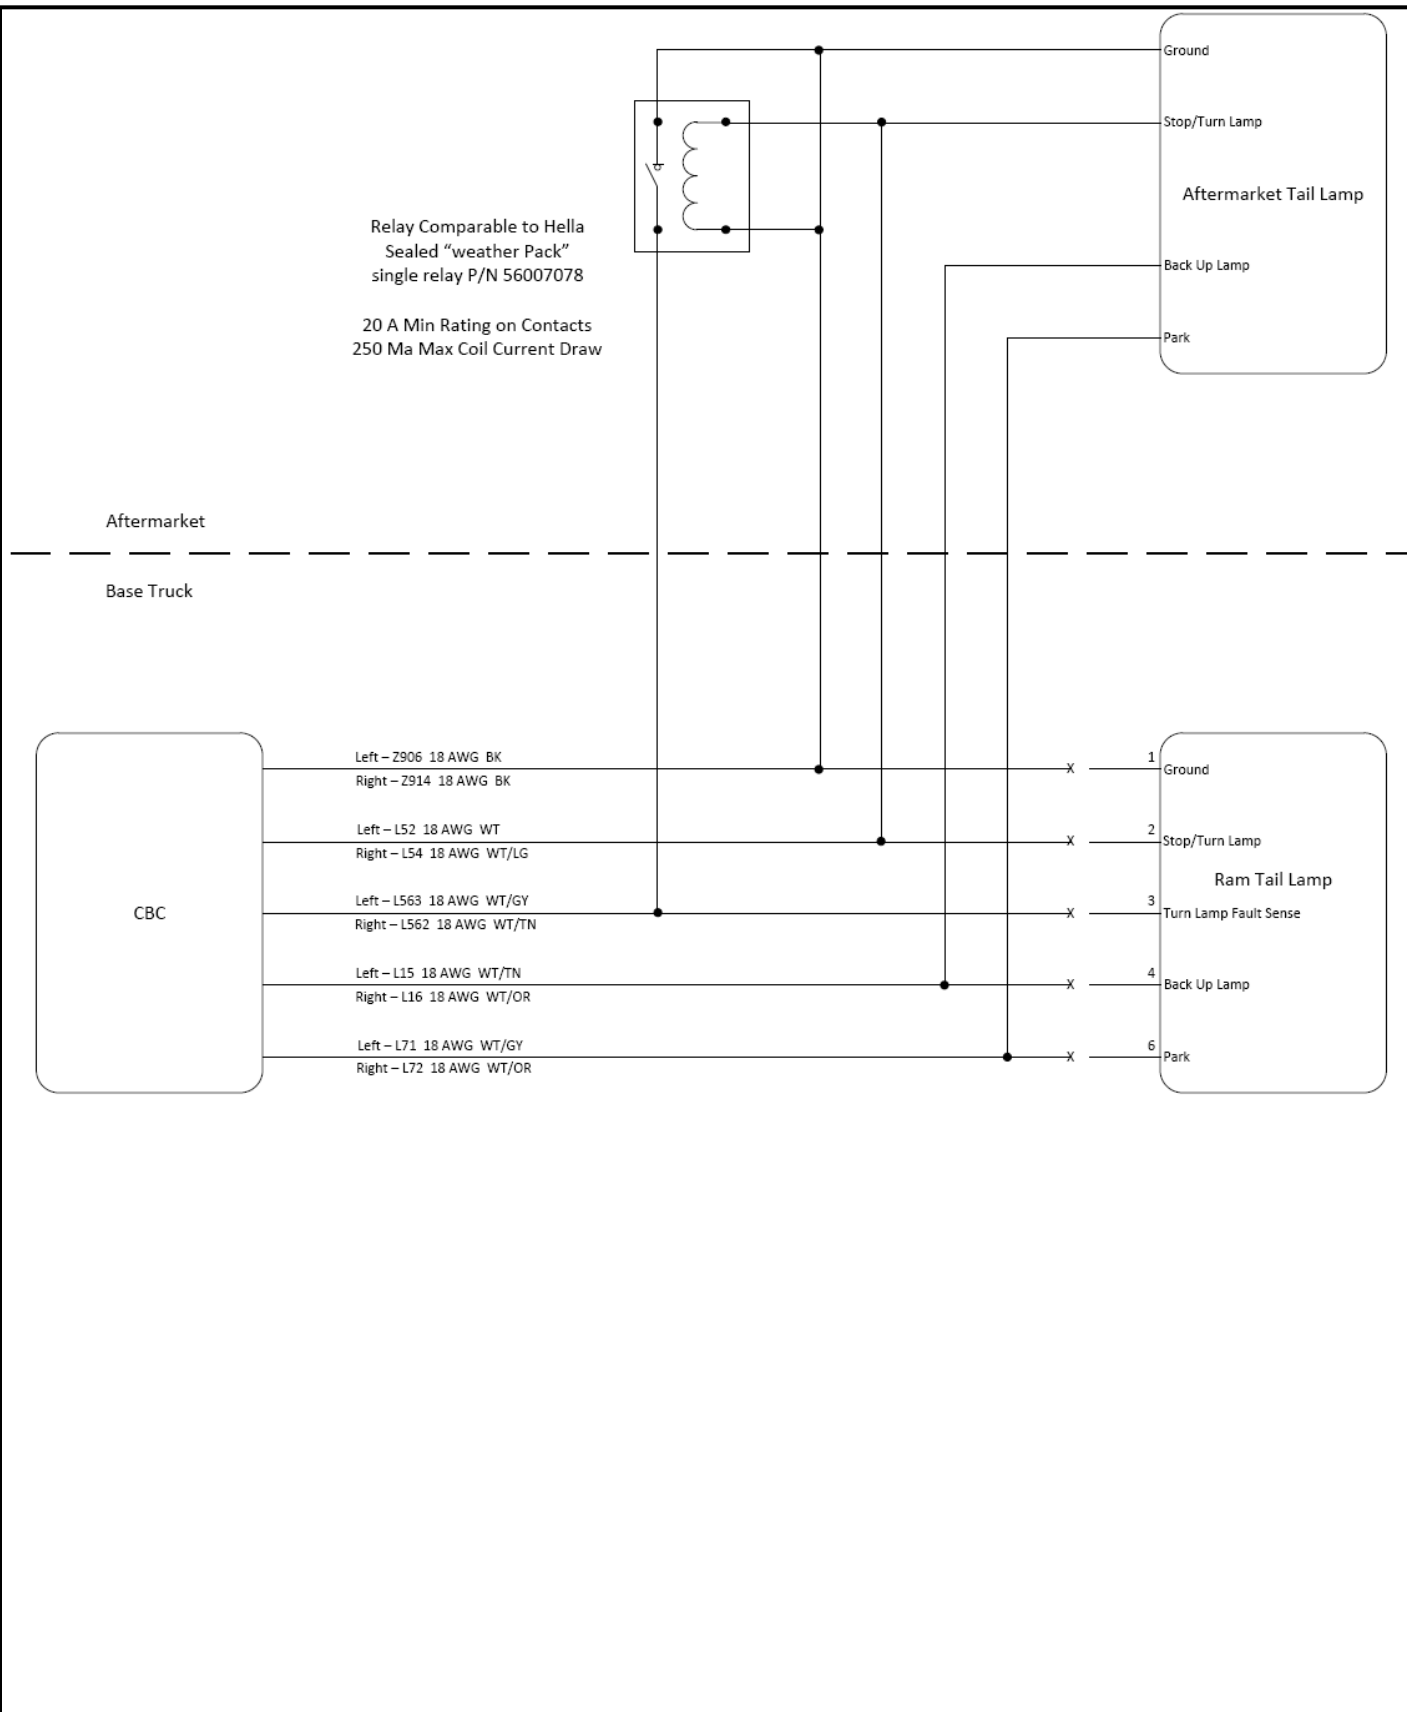 Ground
Stop/Turn Lamp
Aftermarket Tail Lamp
Back Up Lamp
Park
Relay Comparable to Hella
Sealed “weather Pack”
single relay P/N 56007078
20 A Min Rating on Contacts
250 Ma Max Coil Current Draw
Aftermarket
Base Truck
CBC
Left – Z906 18 AWG BK
Right – Z914 18 AWG BK
Left – L52 18 AWG WT
Right – L54 18 AWG WT/LG
Left – L563 18 AWG WT/GY
Right – L562 18 AWG WT/TN
Left – L15 18 AWG WT/TN
Right – L16 18 AWG WT/OR
Left – L71 18 AWG WT/GY
Right – L72 18 AWG WT/OR
X
X
X
X
X
1
Ground
2
Stop/Turn Lamp
Ram Tail Lamp
3
Turn Lamp Fault Sense
4
Back Up Lamp
6
Park